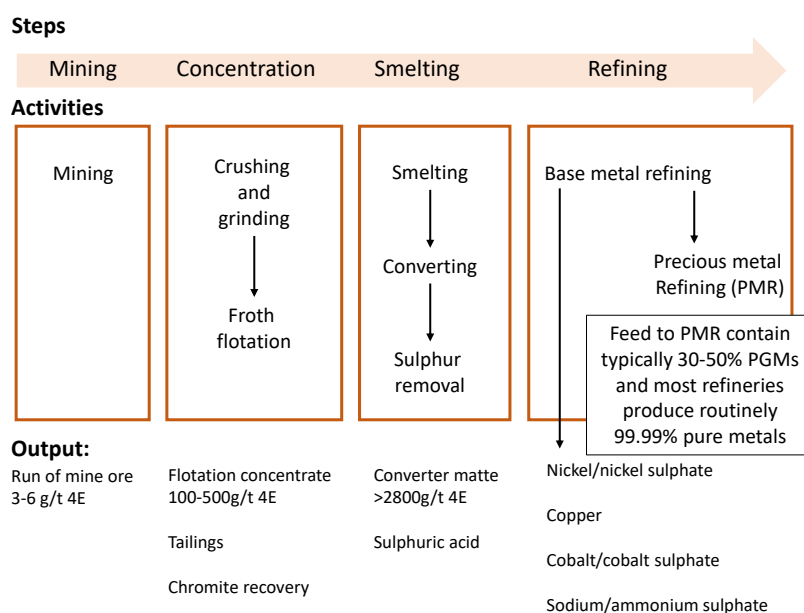 Steps
Mining
Concentration
Smelting
Refining
Activities
Mining
Crushing
and
grinding
Froth
flotation
Smelting
Converting
Sulphur
removal
Base metal refining
Precious metal
Refining (PMR)
Feed to PMR contain
typically 30-50% PGMs
and most refineries
produce routinely
99.99% pure metals
Output:
Run of mine ore
3-6 g/t 4E
Flotation concentrate
100-500g/t 4E
Tailings
Chromite recovery
Converter matte
>2800g/t 4E
Sulphuric acid
Nickel/nickel sulphate
Copper
Cobalt/cobalt sulphate
Sodium/ammonium sulphate